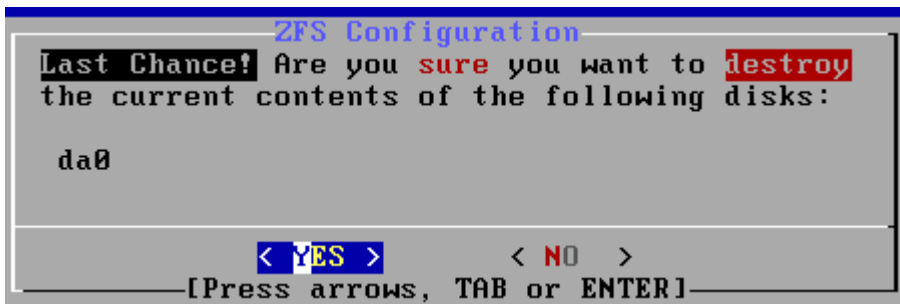 ZFS Configuration
Last Chance! Are you sure you want to destroy
the current contents of the following disks:
da0
< YES > < NO >
[Press arrows, TAB or ENTER]